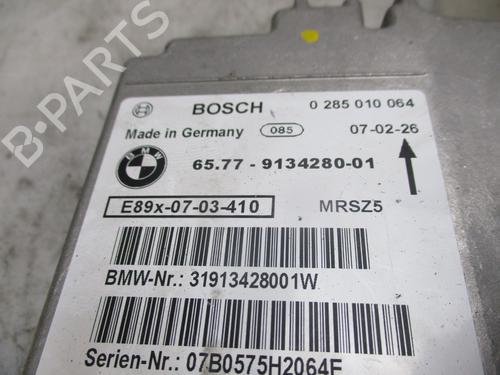 B-PARTS
BOSCH 0 285 010 064
Made in Germany 085 07-02-26
BMW
65.77 - 9134280-01
E89x-07-03-410 MRSZ5
BMW-Nr.: 31913428001W
Serien-Nr.: 07B0575H2064F